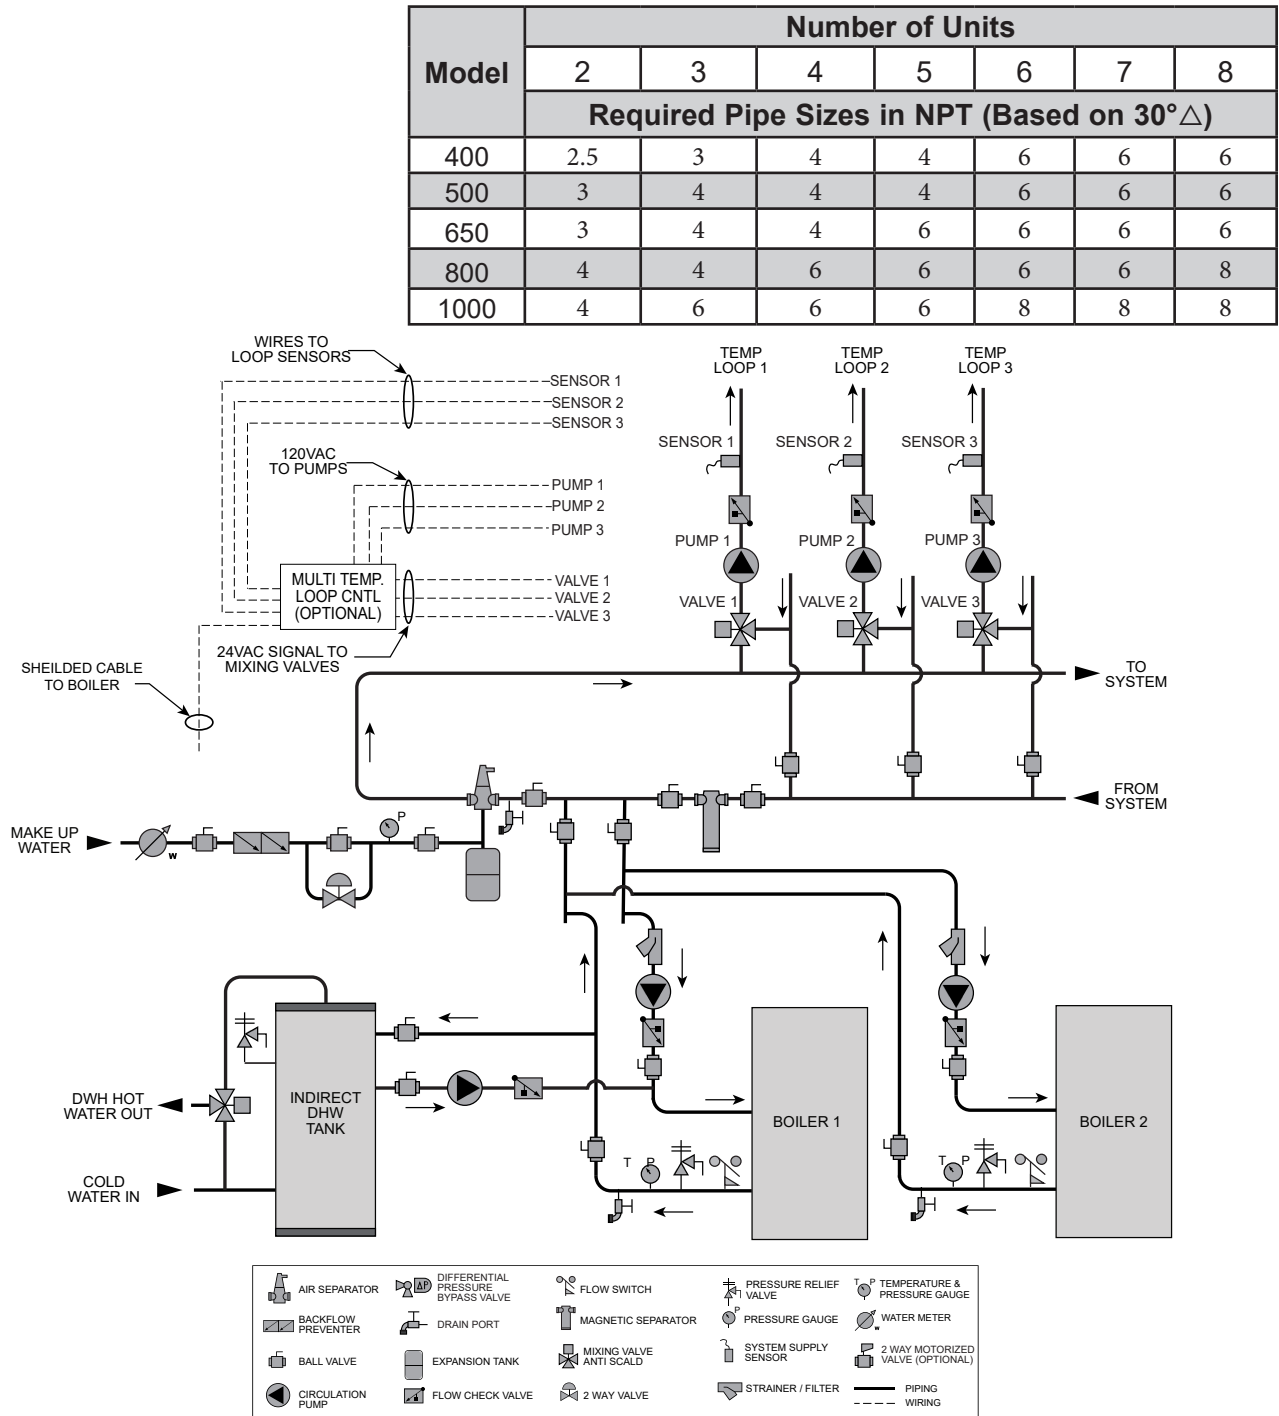 Number of Units
Model 2 3 4 5 6 7 8
Required Pipe Sizes in NPT (Based on 30°△)
400 2.5 3 4 4 6 6 6
500 3 4 4 4 6 6 6
650 3 4 4 6 6 6 6
800 4 4 6 6 6 6 8
1000 4 6 6 6 8 8 8
WIRES TO
LOOP SENSORS
SENSOR 1
SENSOR 2
SENSOR 3
120VAC
TO PUMPS
PUMP 1
PUMP 2
PUMP 3
MULTI TEMP.
LOOP CNTL
(OPTIONAL)
VALVE 1
VALVE 2
VALVE 3
24VAC SIGNAL TO
MIXING VALVES
SHEILDED CABLE
TO BOILER
TEMP
LOOP 1
TEMP
LOOP 2
TEMP
LOOP 3
SENSOR 1
SENSOR 2
SENSOR 3
PUMP 1
PUMP 2
PUMP 3
VALVE 1
VALVE 2
VALVE 3
TO
SYSTEM
FROM
SYSTEM
MAKE UP
WATER
W
P
DWH HOT
WATER OUT
COLD
WATER IN
INDIRECT
DHW
TANK
BOILER 1
BOILER 2
T P
T P
AIR SEPARATOR
BACKFLOW
PREVENTER
BALL VALVE
CIRCULATION
PUMP
ΔP
DIFFERENTIAL
PRESSURE
BYPASS VALVE
DRAIN PORT
EXPANSION TANK
FLOW CHECK VALVE
FLOW SWITCH
MAGNETIC SEPARATOR
MIXING VALVE
ANTI SCALD
2 WAY VALVE
PRESSURE RELIEF
VALVE
P
PRESSURE GAUGE
SYSTEM SUPPLY
SENSOR
STRAINER / FILTER
T P
TEMPERATURE &
PRESSURE GAUGE
W
WATER METER
2 WAY MOTORIZED
VALVE (OPTIONAL)
PIPING
WIRING